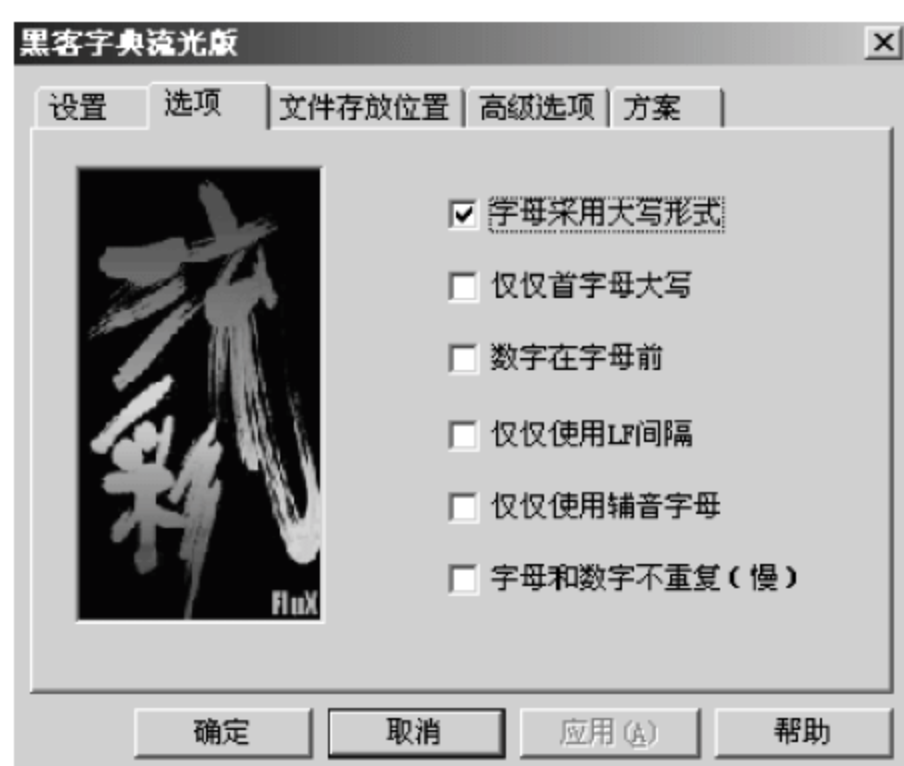 黑客字典流光版
设置 选项 文件存放位置 高级选项 方案
字母采用大写形式
仅仅首字母大写
数字在字母前
仅仅使用LF间隔
仅仅使用辅音字母
字母和数字不重复(慢)
流彩
FluX
确定 取消 应用(A) 帮助